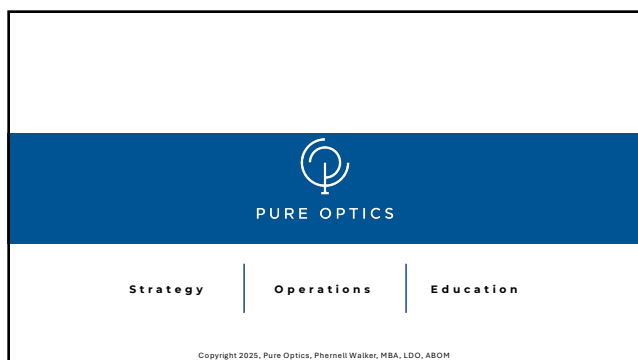 PURE OPTICS
Strategy Operations Education
Copyright 2025, Pure Optics, Phernell Walker, MBA, LDO, ABOM